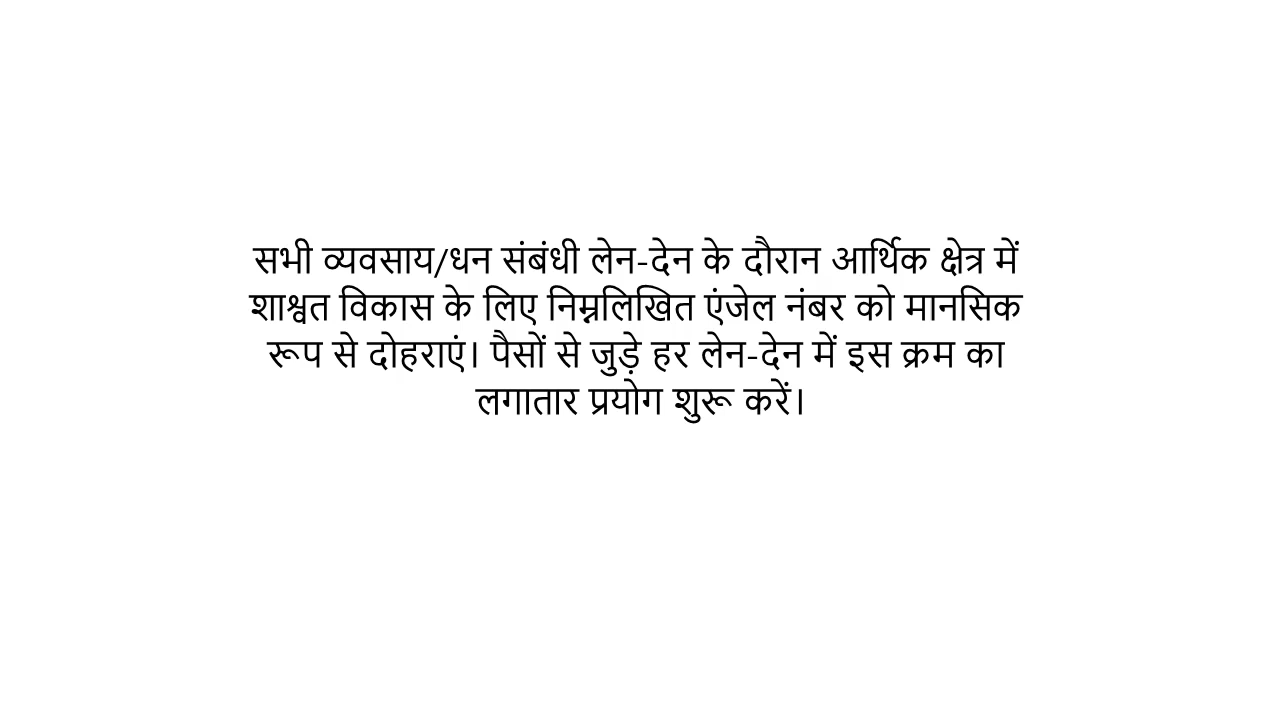 सभी व्यवसाय/धन संबंधी लेन-देन के दौरान आर्थिक क्षेत्र में
शाश्वत विकास के लिए निम्नलिखित एंजेल नंबर को मानसिक
रूप से दोहराएं। पैसों से जुड़े हर लेन-देन में इस क्रम का
लगातार प्रयोग शुरू करें।